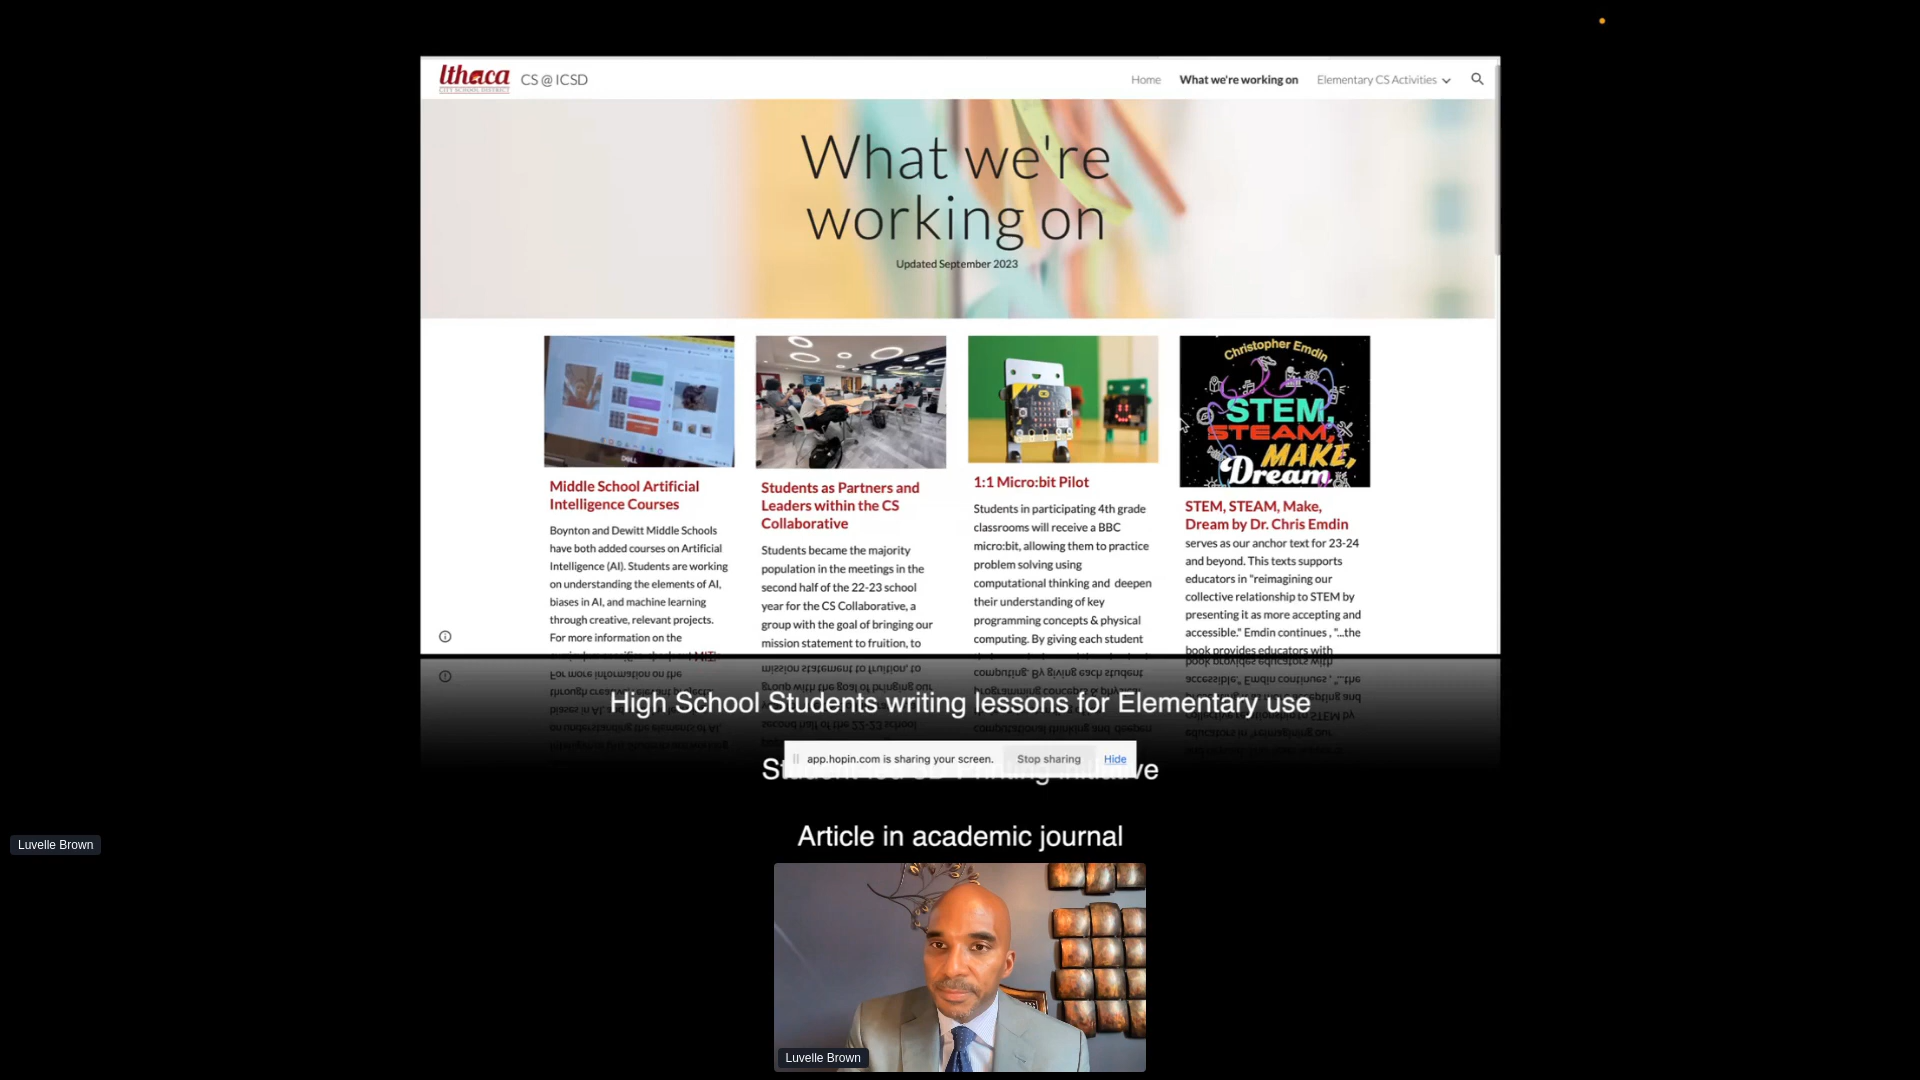 Ithaca
CITY SCHOOL DISTRICT
CS @ ICSD
Home
What we're working on
Elementary CS Activities
What we're
working on
Updated September 2023
Middle School Artificial
Intelligence Courses
Boynton and Dewitt Middle Schools
have both added courses on Artificial
Intelligence (AI). Students are working
on understanding the elements of AI,
biases in AI, and machine learning
through creative, relevant projects.
For more information on the
Students as Partners and
Leaders within the CS
Collaborative
Students became the majority
population in the meetings in the
second half of the 22-23 school
year for the CS Collaborative, a
group with the goal of bringing our
mission statement to fruition, to
1:1 Micro:bit Pilot
Students in participating 4th grade
classrooms will receive a BBC
micro:bit, allowing them to practice
problem solving using
computational thinking and deepen
their understanding of key
programming concepts & physical
computing. By giving each student
Christopher Emdin
STEM,
STEAM,
MAKE,
Dream
STEM, STEAM, Make,
Dream by Dr. Chris Emdin
serves as our anchor text for 23-24
and beyond. This texts supports
educators in "reimagining our
collective relationship to STEM by
presenting it as more accepting and
accessible." Emdin continues , "...the
book provides educators with
High School Students writing lessons for Elementary use
app.hopin.com is sharing your screen.
Stop sharing
Hide
Article in academic journal
Luvelle Brown
Luvelle Brown